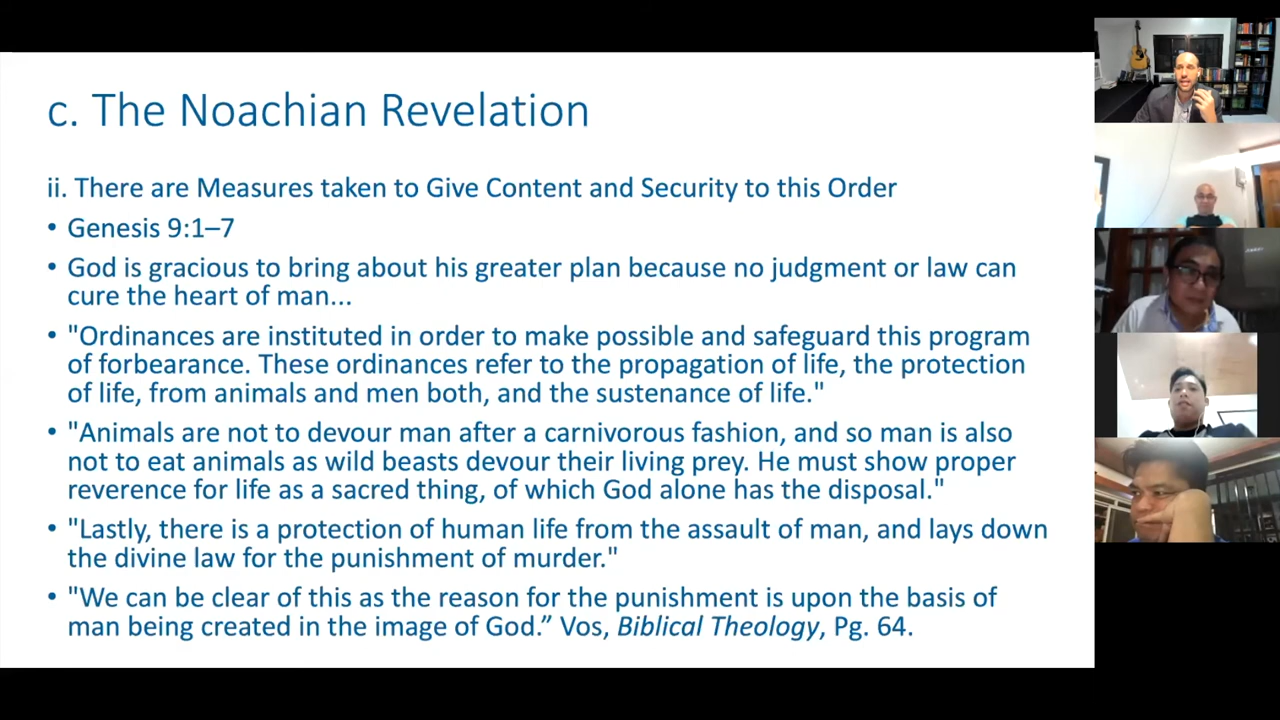 c. The Noachian Revelation
ii. There are Measures taken to Give Content and Security to this Order
• Genesis 9:1–7
• God is gracious to bring about his greater plan because no judgment or law can
cure the heart of man...
• "Ordinances are instituted in order to make possible and safeguard this program
of forbearance. These ordinances refer to the propagation of life, the protection
of life, from animals and men both, and the sustenance of life."
• "Animals are not to devour man after a carnivorous fashion, and so man is also
not to eat animals as wild beasts devour their living prey. He must show proper
reverence for life as a sacred thing, of which God alone has the disposal."
• "Lastly, there is a protection of human life from the assault of man, and lays down
the divine law for the punishment of murder."
• "We can be clear of this as the reason for the punishment is upon the basis of
man being created in the image of God.” Vos, Biblical Theology, Pg. 64.